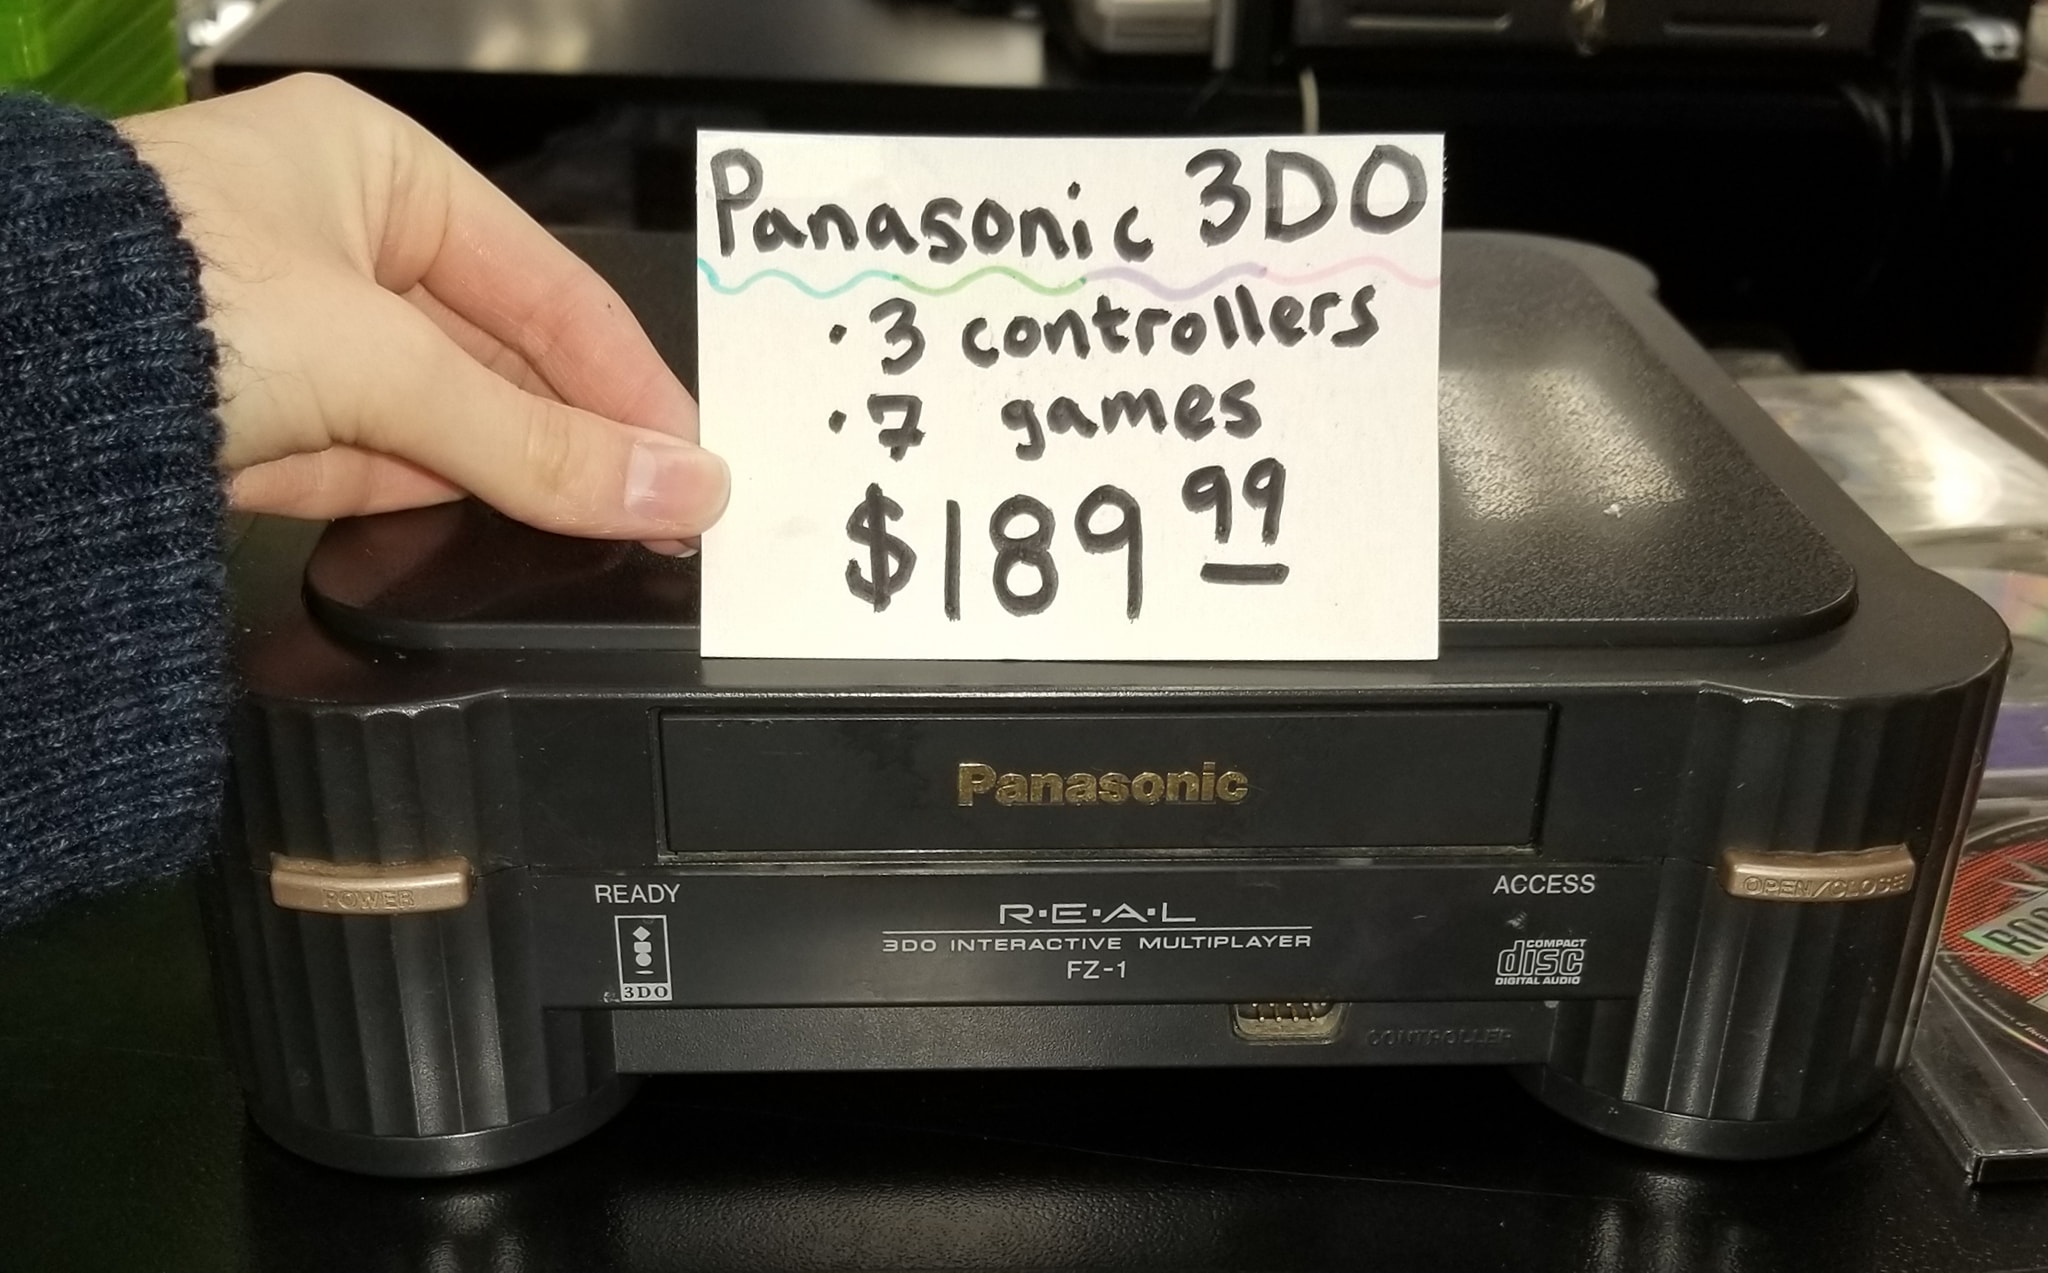 Panasonic 3DO
• 3 controllers
• 7 games
$189 99
Panasonic
POWER
OPEN/CLOSE
READY
ACCESS
R•E•A•L
3DO INTERACTIVE MULTIPLAYER
FZ-1
3DO
COMPACT
disc
DIGITAL AUDIO
CONTROLLER